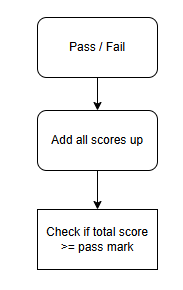 Pass / Fail
Add all scores up
Check if total score
>= pass mark